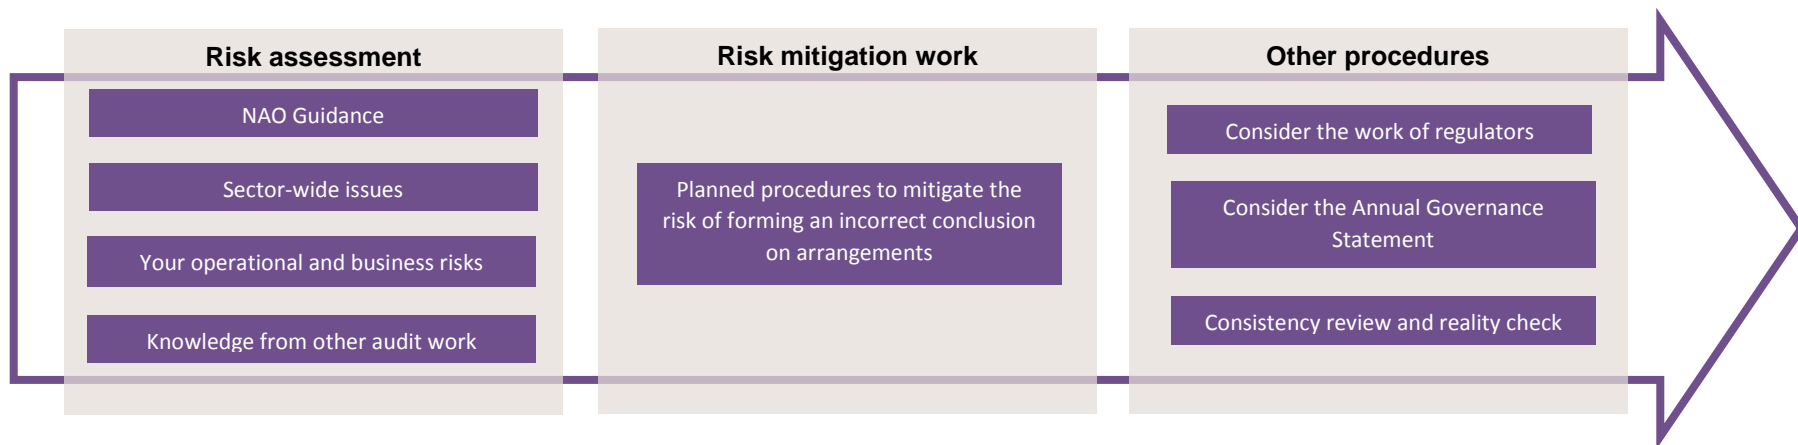 Risk assessment
NAO Guidance
Sector-wide issues
Your operational and business risks
Knowledge from other audit work
Risk mitigation work
Planned procedures to mitigate the
risk of forming an incorrect conclusion
on arrangements
Other procedures
Consider the work of regulators
Consider the Annual Governance
Statement
Consistency review and reality check